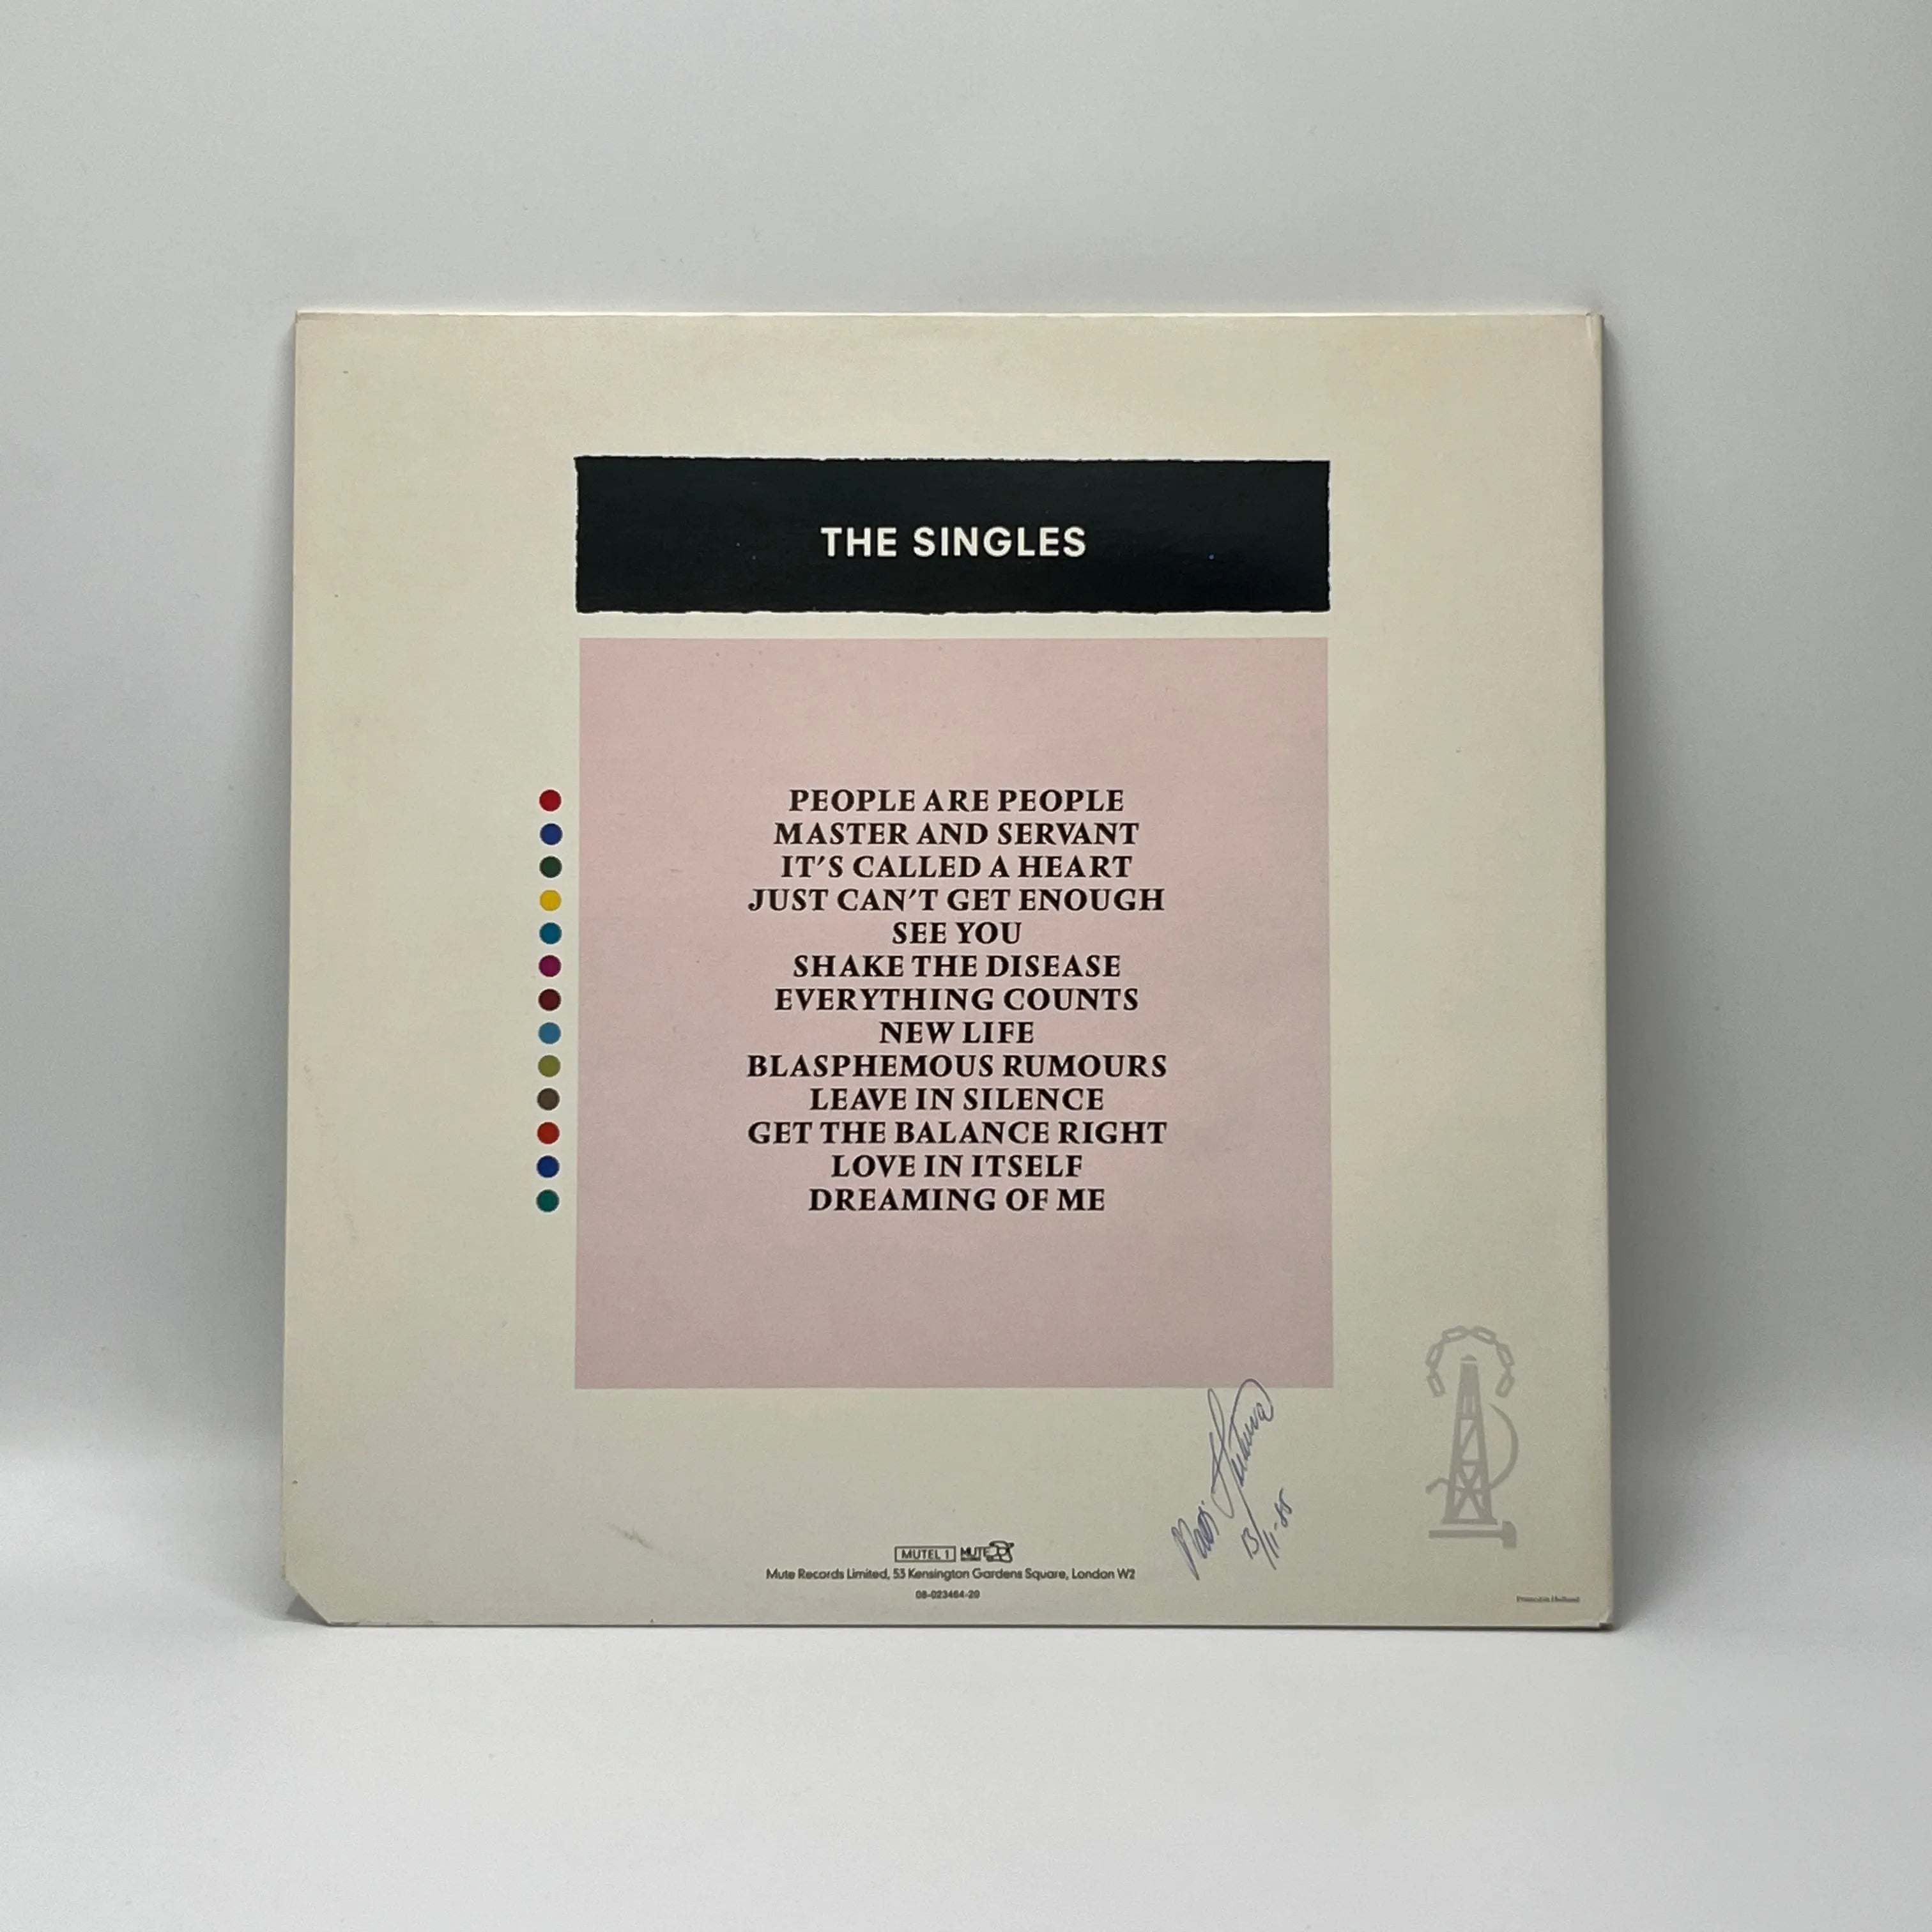 THE SINGLES
PEOPLE ARE PEOPLE
MASTER AND SERVANT
IT'S CALLED A HEART
JUST CAN'T GET ENOUGH
SEE YOU
SHAKE THE DISEASE
EVERYTHING COUNTS
NEW LIFE
BLASPHEMOUS RUMOURS
LEAVE IN SILENCE
GET THE BALANCE RIGHT
LOVE IN ITSELF
DREAMING OF ME
13/11-85
MUTEL 1 MUTE
Mute Records Limited, 53 Kensington Gardens Square, London W2
08-023464-20